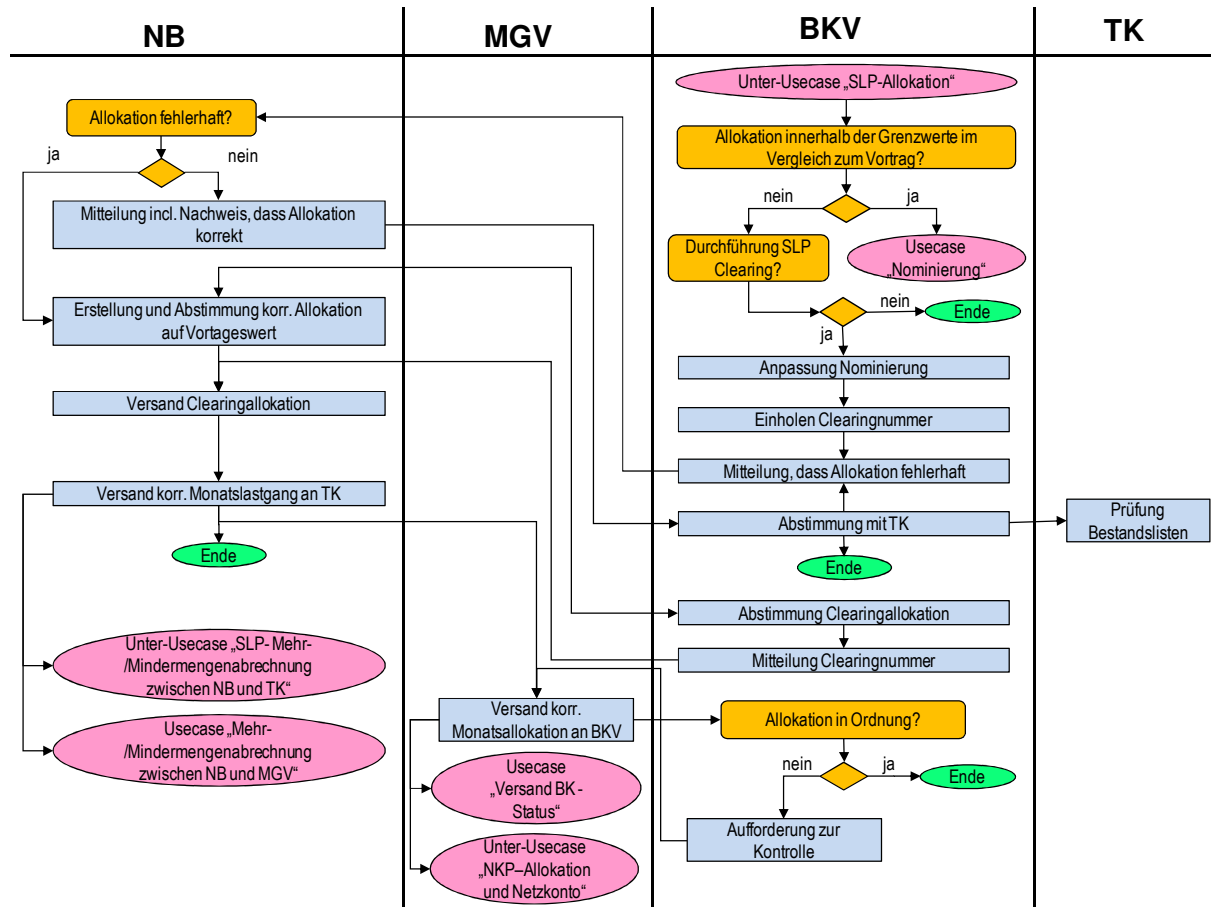 NB
MGV
BKV
TK
Allokation fehlerhaft?
ja
nein
Mitteilung incl. Nachweis, dass Allokation
korrekt
Erstellung und Abstimmung korr. Allokation
auf Vortageswert
Versand Clearingallokation
Versand korr. Monatslastgang an TK
Ende
Unter-Usecase „SLP- Mehr-
/Mindermengenabrechnung
zwischen NB und TK“
Usecase „Mehr-
/Mindermengenabrechnung
zwischen NB und MGV“
Versand korr.
Monatsallokation an BKV
Usecase
„Versand BK -
Status“
Unter-Usecase
„NKP–Allokation
und Netzkonto“
Unter-Usecase „SLP-Allokation“
Allokation innerhalb der Grenzwerte im
Vergleich zum Vortrag?
nein
ja
Durchführung SLP
Clearing?
Usecase
„Nominierung“
nein
Ende
ja
Anpassung Nominierung
Einholen Clearingnummer
Mitteilung, dass Allokation fehlerhaft
Abstimmung mit TK
Ende
Abstimmung Clearingallokation
Mitteilung Clearingnummer
Allokation in Ordnung?
nein
ja
Ende
Aufforderung zur
Kontrolle
Prüfung
Bestandslisten